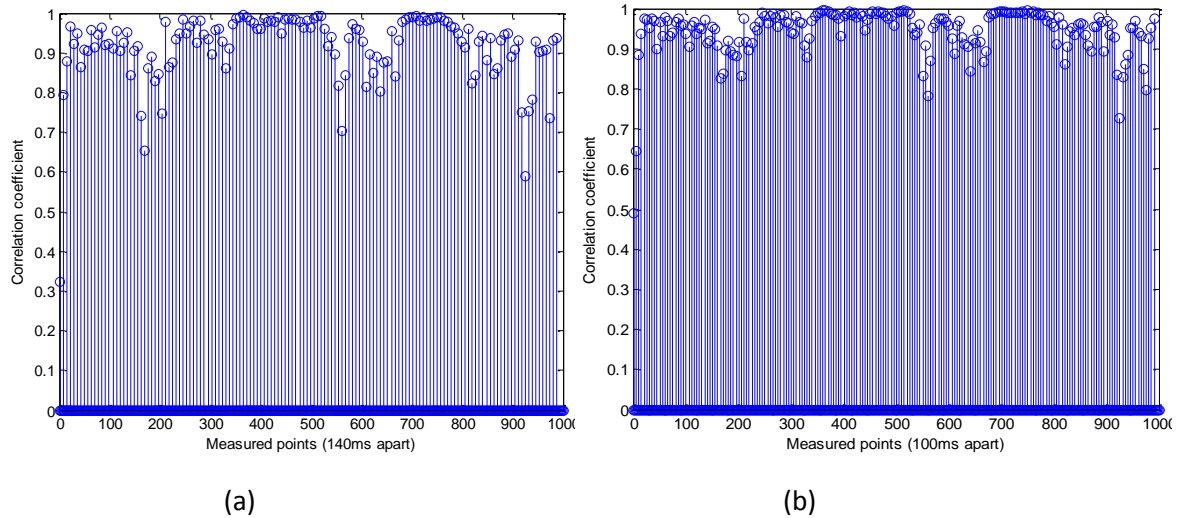 1
0.9
0.8
0.7
0.6
0.5
0.4
0.3
0.2
0.1
0
Correlation coefficient
0 100 200 300 400 500 600 700 800 900 1000
Measured points (140ms apart)
(a)
1
0.9
0.8
0.7
0.6
0.5
0.4
0.3
0.2
0.1
0
Correlation coefficient
0 100 200 300 400 500 600 700 800 900 1000
Measured points (100ms apart)
(b)